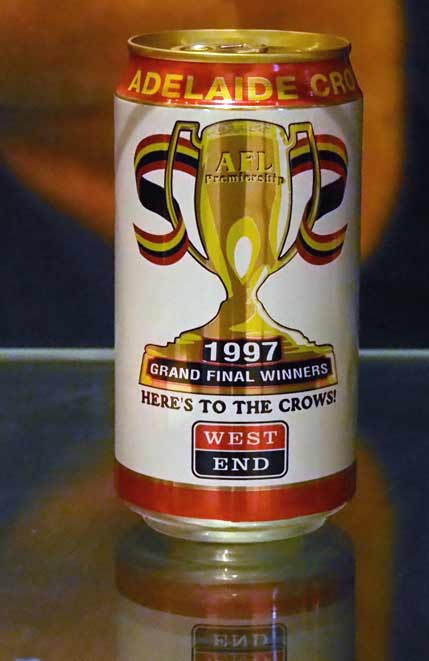 ADELAIDE CRO
AFL
Premiership
1997
GRAND FINAL WINNERS
HERE'S TO THE CROWS!
WEST
END
END